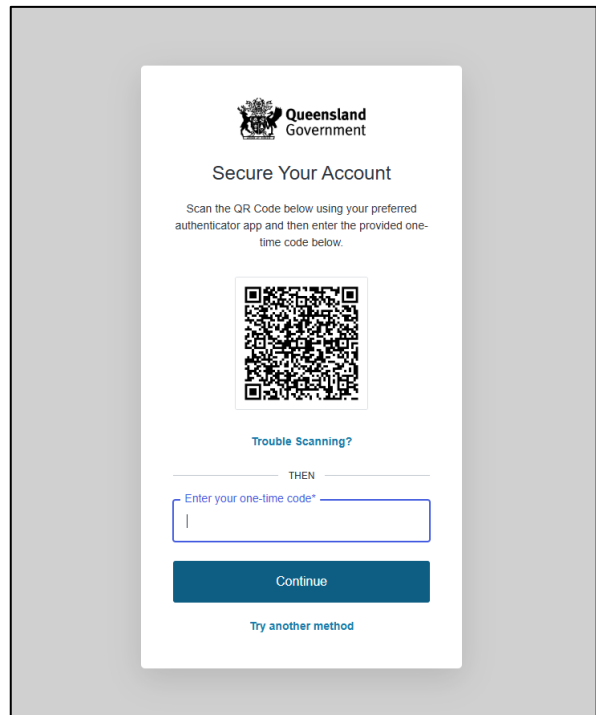 Queensland
Government
Secure Your Account
Scan the QR Code below using your preferred
authenticator app and then enter the provided one-
time code below.
Trouble Scanning?
THEN
Enter your one-time code*
Continue
Try another method